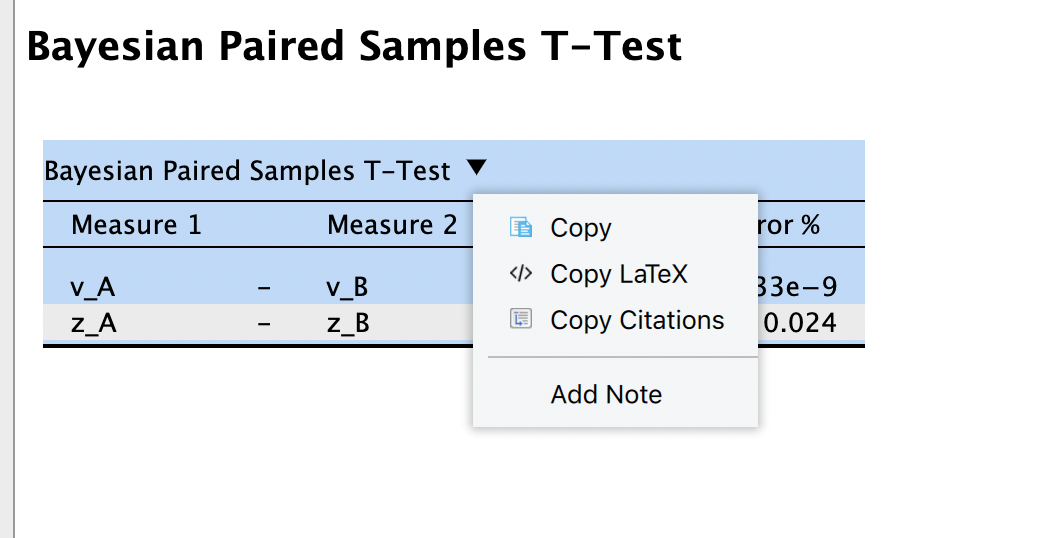 Bayesian Paired Samples T-Test
Bayesian Paired Samples T-Test ▼
Measure 1 Measure 2 ror %
v_A – v_B 33e−9
z_A – z_B 0.024
Copy
Copy LaTeX
Copy Citations
Add Note